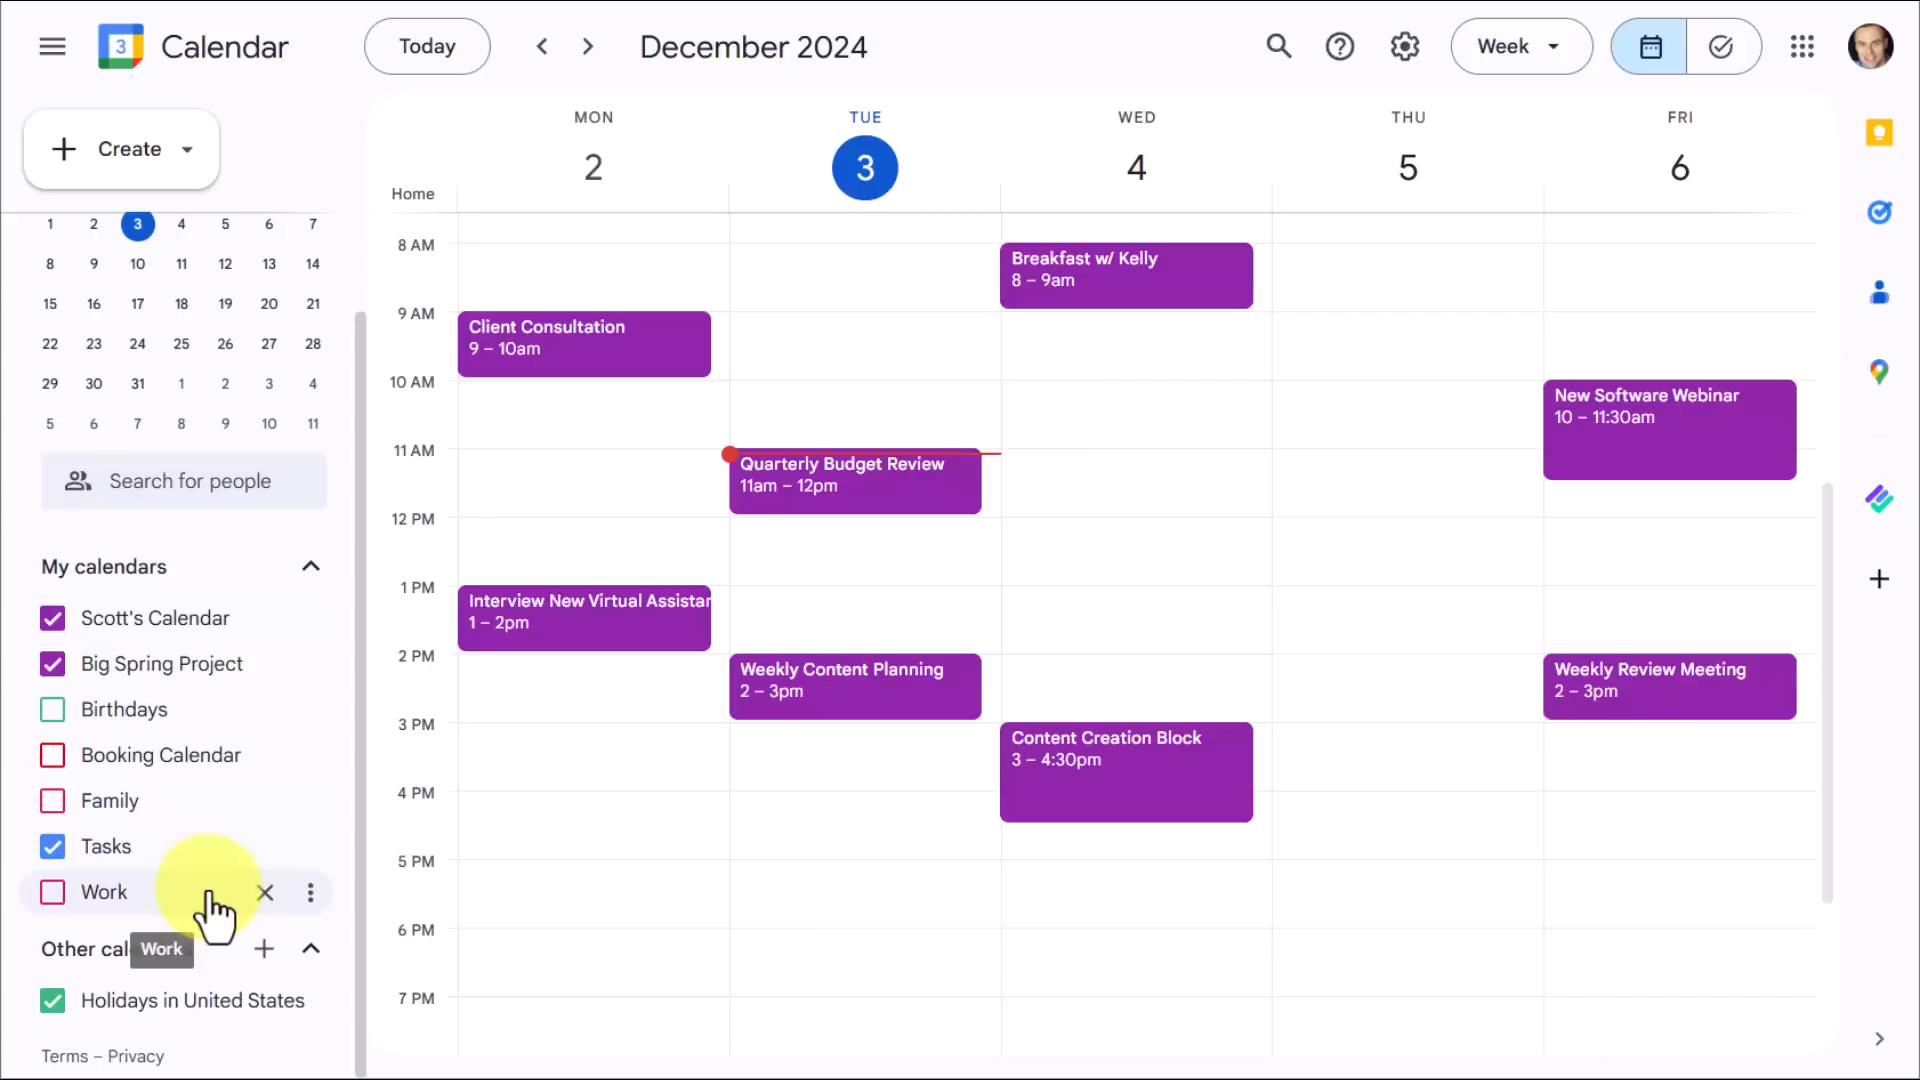 3
Calendar
Today
December 2024
Week
Create
MON
TUE
WED
THU
FRI
2
3
4
5
6
Home
1 2 3 4 5 6 7
8 9 10 11 12 13 14
15 16 17 18 19 20 21
22 23 24 25 26 27 28
29 30 31 1 2 3 4
5 6 7 8 9 10 11
Search for people
My calendars
Scott's Calendar
Big Spring Project
Birthdays
Booking Calendar
Family
Tasks
Work
Other cal
Work
Holidays in United States
Terms – Privacy
8 AM
9 AM
10 AM
11 AM
12 PM
1 PM
2 PM
3 PM
4 PM
5 PM
6 PM
7 PM
Client Consultation
9 – 10am
Interview New Virtual Assistar
1 – 2pm
Quarterly Budget Review
11am – 12pm
Weekly Content Planning
2 – 3pm
Breakfast w/ Kelly
8 – 9am
Content Creation Block
3 – 4:30pm
New Software Webinar
10 – 11:30am
Weekly Review Meeting
2 – 3pm